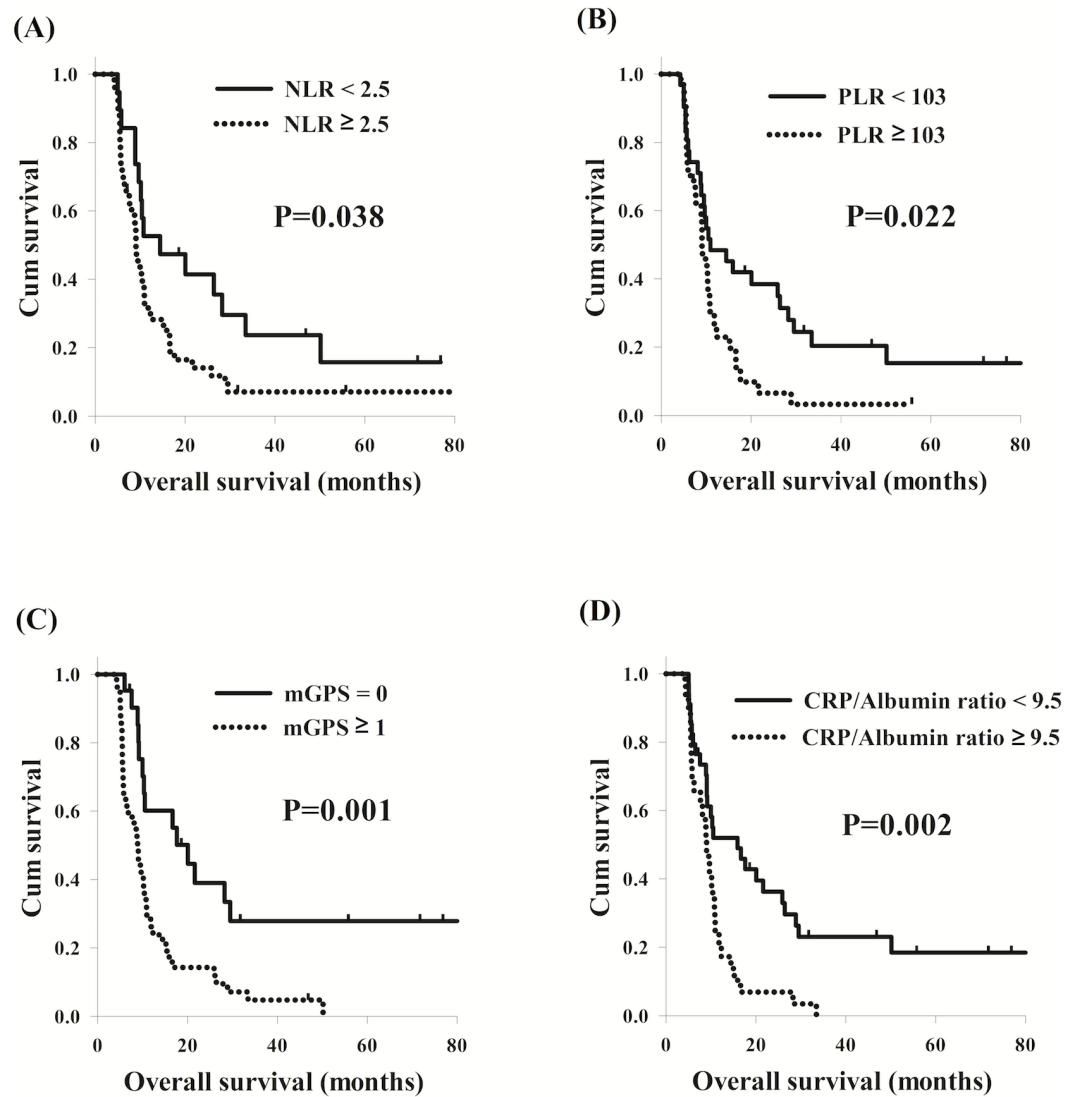 (A)
NLR < 2.5
NLR ≥ 2.5
P=0.038
Cum survival
1.0
0.8
0.6
0.4
0.2
0.0
0 20 40 60 80
Overall survival (months)
(B)
PLR < 103
PLR ≥ 103
P=0.022
Cum survival
1.0
0.8
0.6
0.4
0.2
0.0
0 20 40 60 80
Overall survival (months)
(C)
mGPS = 0
mGPS ≥ 1
P=0.001
Cum survival
1.0
0.8
0.6
0.4
0.2
0.0
0 20 40 60 80
Overall survival (months)
(D)
CRP/Albumin ratio < 9.5
CRP/Albumin ratio ≥ 9.5
P=0.002
Cum survival
1.0
0.8
0.6
0.4
0.2
0.0
0 20 40 60 80
Overall survival (months)